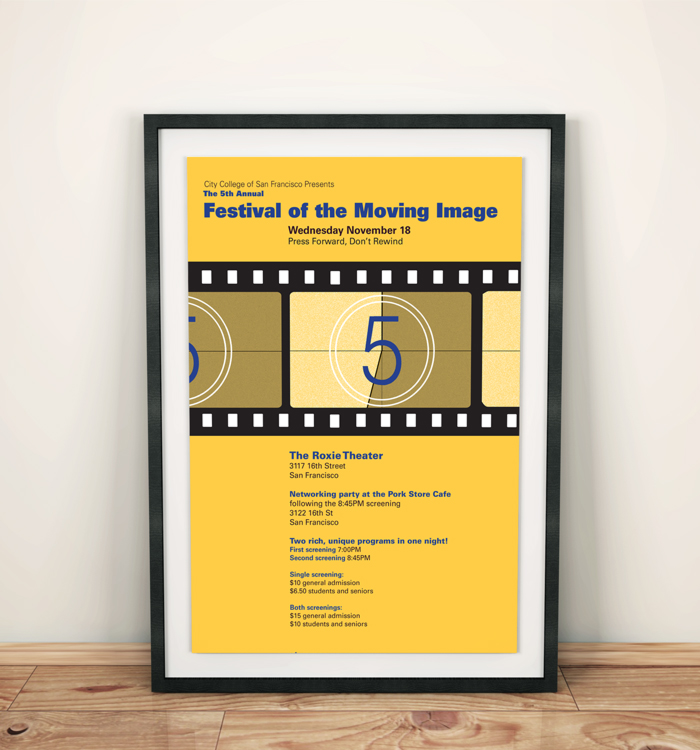 City College of San Francisco Presents
The 5th Annual
Festival of the Moving Image
Wednesday November 18
Press Forward, Don't Rewind
5
5
The Roxie Theater
3117 16th Street
San Francisco
Networking party at the Pork Store Cafe
following the 8:45PM screening
3122 16th St
San Francisco
Two rich, unique programs in one night!
First screening 7:00PM
Second screening 8:45PM
Single screening:
$10 general admission
$6.50 students and seniors
Both screenings:
$15 general admission
$10 students and seniors